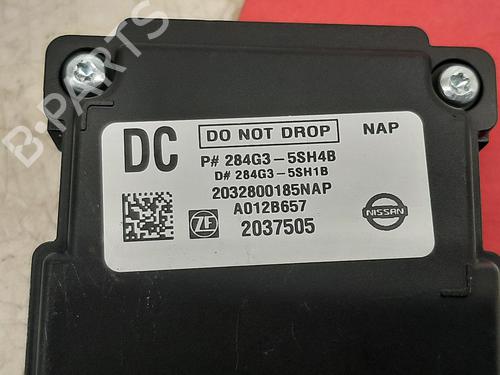 DC
DO NOT DROP
NAP
P# 284G3-5SH4B
D# 284G3-5SH1B
2032800185NAP
A012B657
ZF
2037505
NISSAN
B-PARTS